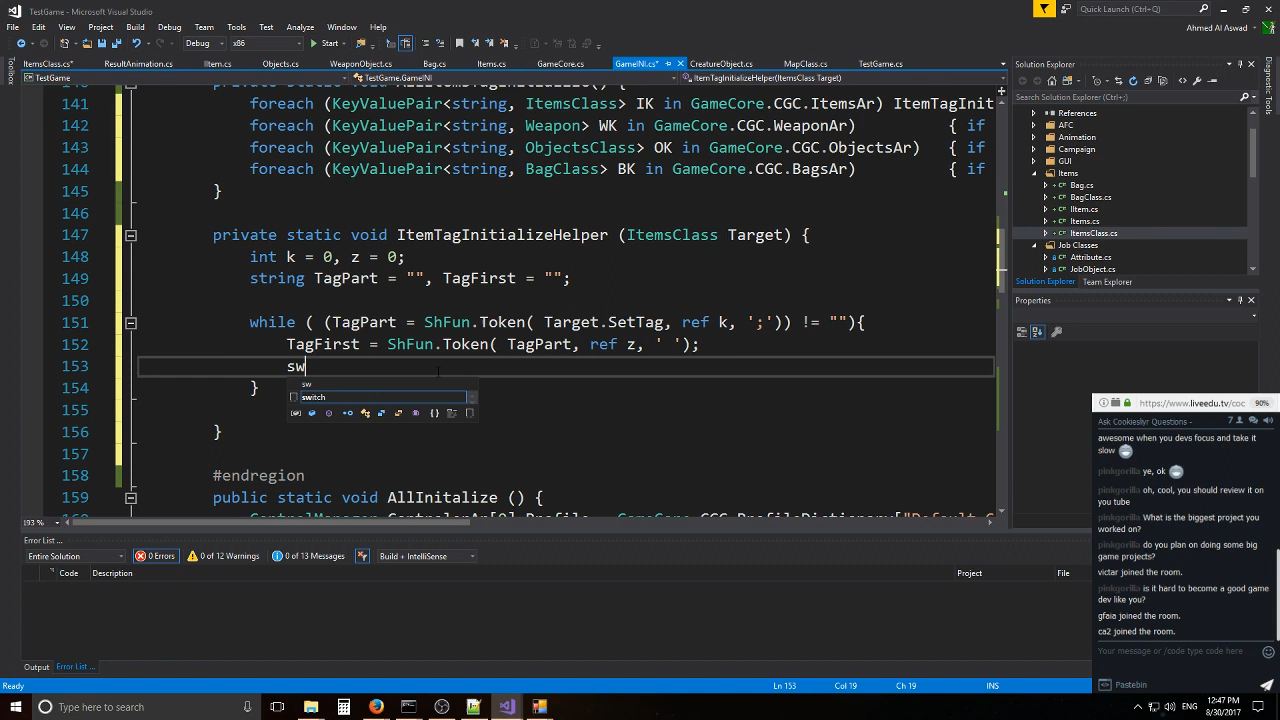 TestGame - Microsoft Visual Studio
Quick Launch (Ctrl+Q)
File Edit View Project Build Debug Team Tools Test Analyze Window Help
Ahmed Al Aswad
Debug x86 Start
ItemsClass.cs* ResultAnimation.cs IItem.cs Objects.cs WeaponObject.cs Bag.cs Items.cs GameCore.cs GameINI.cs* CreatureObject.cs MapClass.cs TestGame.cs
TestGame TestGame.GameINI ItemTagInitializeHelper(ItemsClass Target)
Toolbox
141 foreach (KeyValuePair<string, ItemsClass> IK in GameCore.CGC.ItemsAr) ItemTagInit
142 foreach (KeyValuePair<string, Weapon> WK in GameCore.CGC.WeaponAr) { if
143 foreach (KeyValuePair<string, ObjectsClass> OK in GameCore.CGC.ObjectsAr) { if
144 foreach (KeyValuePair<string, BagClass> BK in GameCore.CGC.BagsAr) { if
145 }
146
147 private static void ItemTagInitializeHelper (ItemsClass Target) {
148 int k = 0, z = 0;
149 string TagPart = "", TagFirst = "";
150
151 while ( (TagPart = ShFun.Token( Target.SetTag, ref k, ';')) != ""){
152 TagFirst = ShFun.Token( TagPart, ref z, ' ');
153 sw
154 }
155
156 }
157
158 #endregion
159 public static void AllInitalize () {
sw
switch
193 %
Solution Explorer
Search Solution Explorer (Ctrl+;)
References
AFC
Animation
Campaign
GUI
Items
Bag.cs
BagClass.cs
IItem.cs
Items.cs
ItemsClass.cs
Job Classes
Attribute.cs
JobObject.cs
Solution Explorer Team Explorer
Properties
Diagnostic Tools
Error List ...
Entire Solution 0 Errors 0 of 12 Warnings 0 of 13 Messages Build + IntelliSense
Code Description Project File
Output Error List ...
Ready Ln 153 Col 19 Ch 19 INS
https://www.liveedu.tv/coc 90%
Ask Cookiesliyr Questions - 7
awesome when you devs focus and take it
slow
pinkgorilla ye, ok
pinkgorilla oh, cool, you should review it on
you tube
pinkgorilla What is the biggest project you
worked on?
pinkgorilla do you plan on doing some big
game projects?
victar joined the room.
pinkgorilla is it hard to become a good game
dev like you?
gfaia joined the room.
ca2 joined the room.
Your message or /code type code here
Pastebin
Type here to search
ENG
12:47 PM
8/30/2017